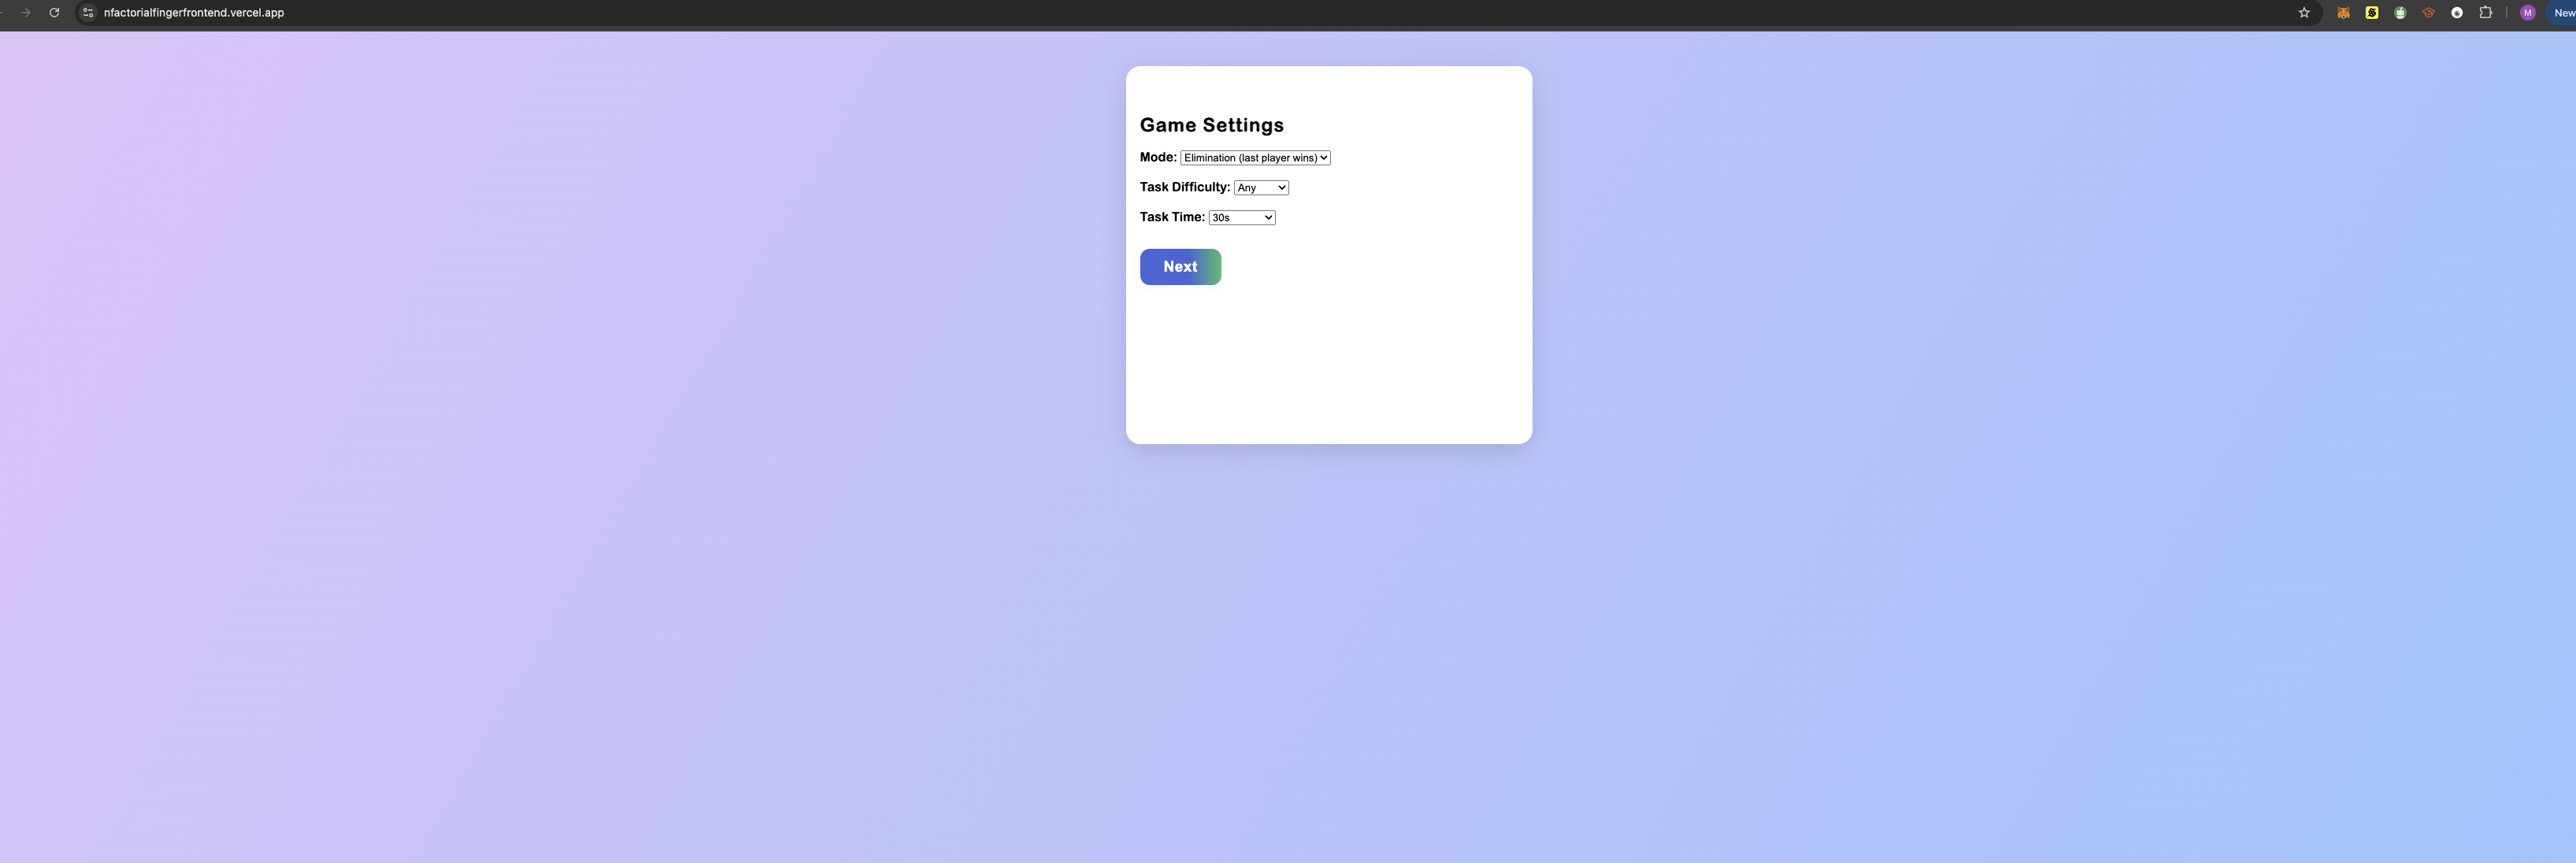 nfactorialfingerfrontend.vercel.app
M
New
Game Settings
Mode: Elimination (last player wins)
Task Difficulty: Any
Task Time: 30s
Next